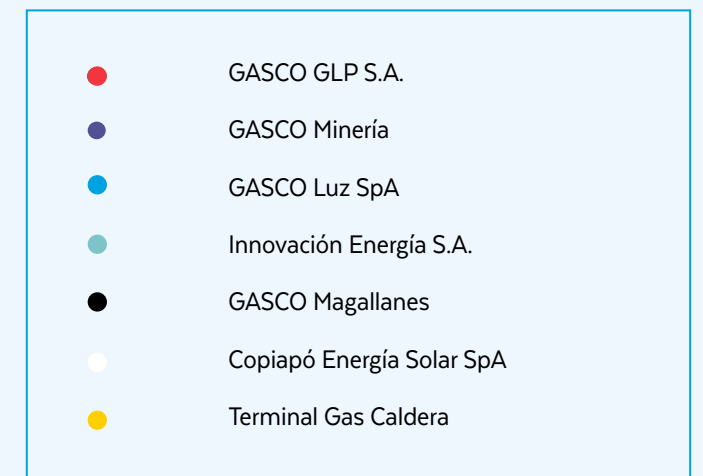 GASCO GLP S.A.
GASCO Minería
GASCO Luz SpA
Innovación Energía S.A.
GASCO Magallanes
Copiapó Energía Solar SpA
Terminal Gas Caldera